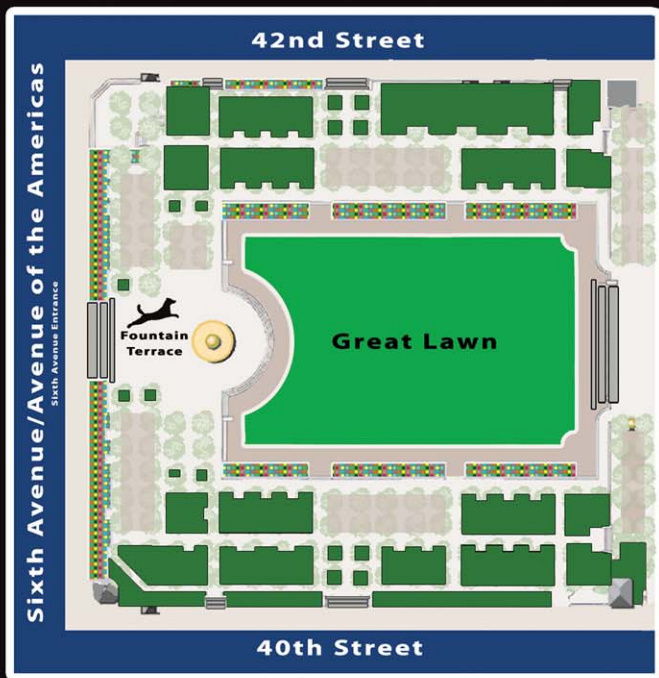 42nd Street
Sixth Avenue/Avenue of the Americas
Sixth Avenue Entrance
Fountain
Terrace
Great Lawn
40th Street